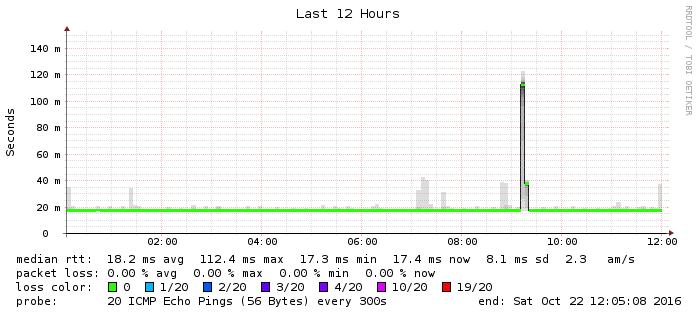 Last 12 Hours
RRDTOOL / TOBI OETIKER
Seconds
140 m
120 m
100 m
80 m
60 m
40 m
20 m
0
02:00 04:00 06:00 08:00 10:00 12:00
median rtt: 18.2 ms avg 112.4 ms max 17.3 ms min 17.4 ms now 8.1 ms sd 2.3 am/s
packet loss: 0.00 % avg 0.00 % max 0.00 % min 0.00 % now
loss color: 0 1/20 2/20 3/20 4/20 10/20 19/20
probe: 20 ICMP Echo Pings (56 Bytes) every 300s end: Sat Oct 22 12:05:08 2016